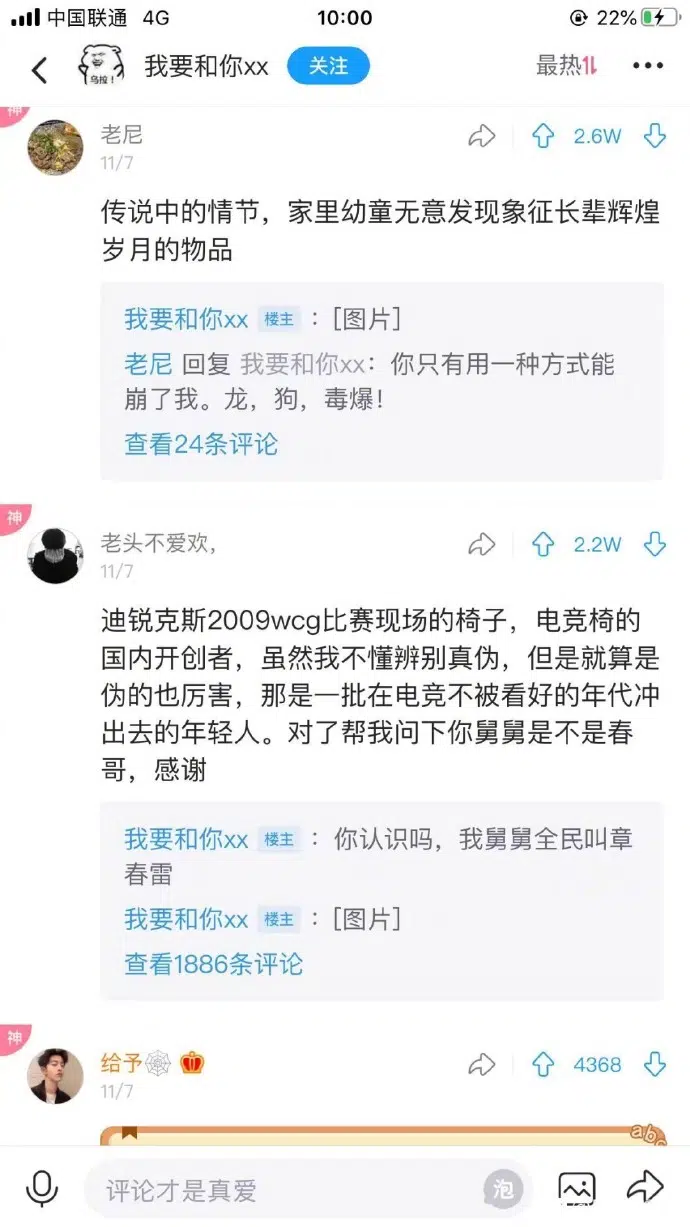 中国联通 4G 10:00 22%
乌拉！
我要和你xx 关注 最热
神
老尼 2.6W
11/7
传说中的情节，家里幼童无意发现象征长辈辉煌
岁月的物品
我要和你xx 楼主 ：[图片]
老尼 回复 我要和你xx：你只有用一种方式能
崩了我。龙，狗，毒爆！
查看24条评论
神
老头不爱欢， 2.2W
11/7
迪锐克斯2009wcg比赛现场的椅子，电竞椅的
国内开创者，虽然我不懂辨别真伪，但是就算是
伪的也厉害，那是一批在电竞不被看好的年代冲
出去的年轻人。对了帮我问下你舅舅是不是春
哥，感谢
我要和你xx 楼主 ：你认识吗，我舅舅全民叫章
春雷
我要和你xx 楼主 ：[图片]
查看1886条评论
神
给予 4368
11/7
abc
评论才是真爱 泡